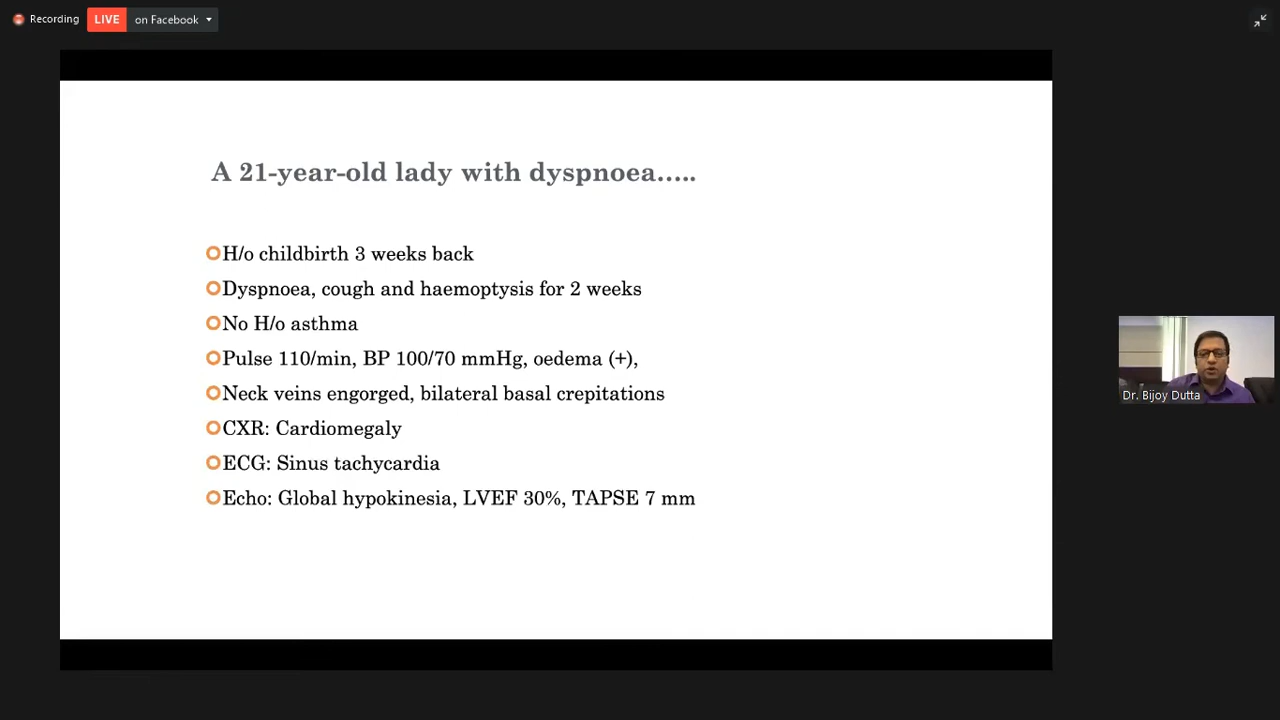 Recording
LIVE on Facebook
A 21-year-old lady with dyspnoea…..
H/o childbirth 3 weeks back
Dyspnoea, cough and haemoptysis for 2 weeks
No H/o asthma
Pulse 110/min, BP 100/70 mmHg, oedema (+),
Neck veins engorged, bilateral basal crepitations
CXR: Cardiomegaly
ECG: Sinus tachycardia
Echo: Global hypokinesia, LVEF 30%, TAPSE 7 mm
Dr. Bijoy Dutta